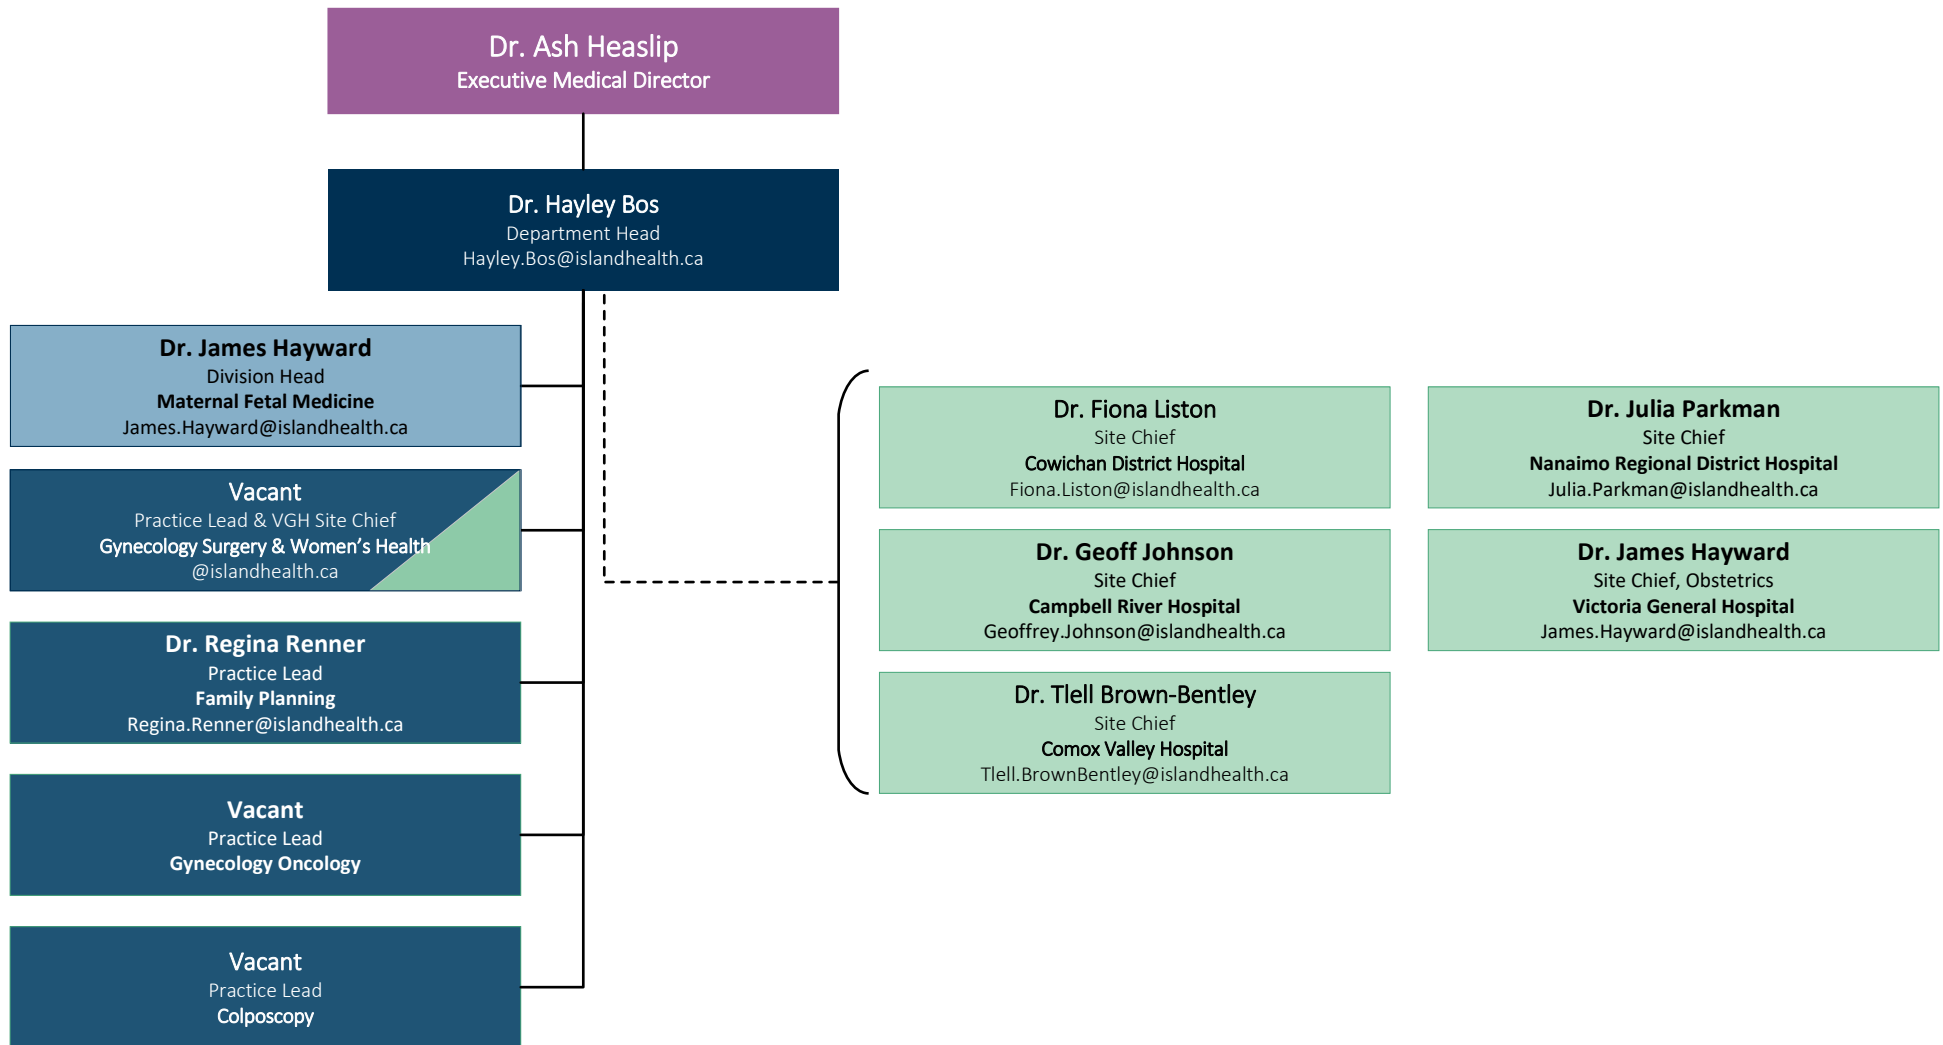 Dr. Ash Heaslip
Executive Medical Director
Dr. Hayley Bos
Department Head
Hayley.Bos@islandhealth.ca
Dr. James Hayward
Division Head
Maternal Fetal Medicine
James.Hayward@islandhealth.ca
Vacant
Practice Lead & VGH Site Chief
Gynecology Surgery & Women's Health
@islandhealth.ca
Dr. Regina Renner
Practice Lead
Family Planning
Regina.Renner@islandhealth.ca
Vacant
Practice Lead
Gynecology Oncology
Vacant
Practice Lead
Colposcopy
Dr. Fiona Liston
Site Chief
Cowichan District Hospital
Fiona.Liston@islandhealth.ca
Dr. Julia Parkman
Site Chief
Nanaimo Regional District Hospital
Julia.Parkman@islandhealth.ca
Dr. Geoff Johnson
Site Chief
Campbell River Hospital
Geoffrey.Johnson@islandhealth.ca
Dr. James Hayward
Site Chief, Obstetrics
Victoria General Hospital
James.Hayward@islandhealth.ca
Dr. Tlell Brown-Bentley
Site Chief
Comox Valley Hospital
Tlell.BrownBentley@islandhealth.ca